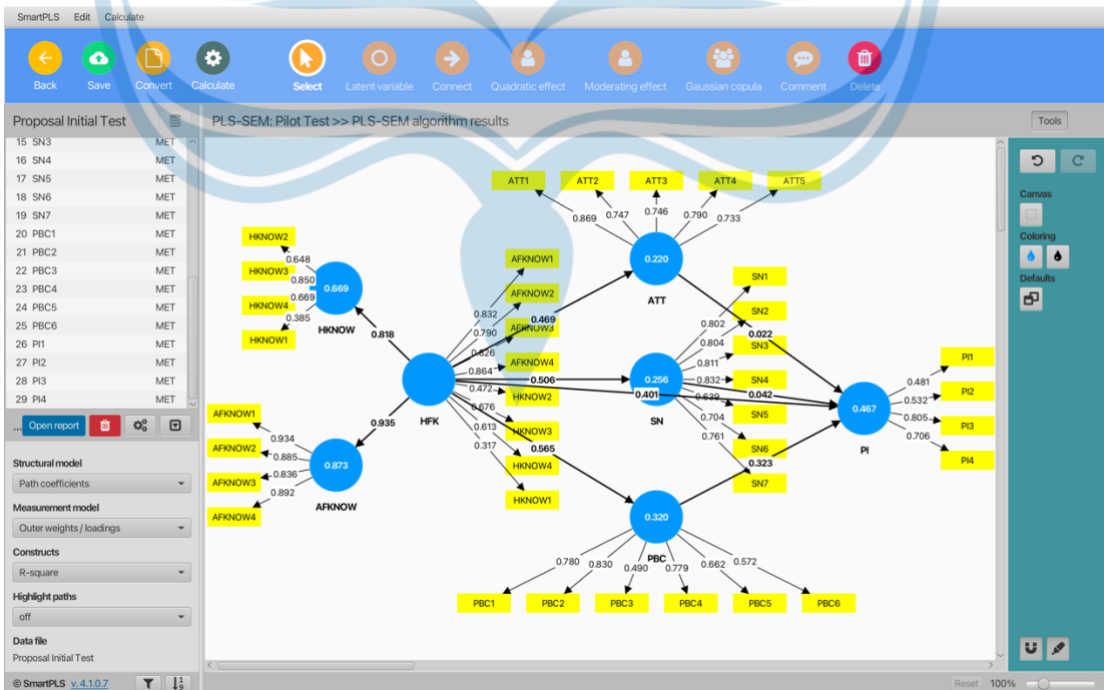 SmartPLS Edit Calculate
Back Save Convert Calculate Select Latent variable Connect Quadratic effect Moderating effect Gaussian copula Comment Delete
Proposal Initial Test
PLS-SEM: Pilot Test >> PLS-SEM algorithm results
Tools
15 SN3 MET
16 SN4 MET
17 SN5 MET
18 SN6 MET
19 SN7 MET
20 PBC1 MET
21 PBC2 MET
22 PBC3 MET
23 PBC4 MET
24 PBC5 MET
25 PBC6 MET
26 PI1 MET
27 PI2 MET
28 PI3 MET
29 PI4 MET
... Open report
Structural model
Path coefficients
Measurement model
Outer weights / loadings
Constructs
R-square
Highlight paths
off
Data file
Proposal Initial Test
© SmartPLS v. 4.1.0.7
ATT1 ATT2 ATT3 ATT4 ATT5
0.869 0.747 0.746 0.790 0.733
0.220
ATT
HKNOW2
HKNOW3
HKNOW4
HKNOW1
0.648
0.850
0.669
0.385
0.669
HKNOW
0.818
AFKNOW1
AFKNOW2
AFKNOW3
AFKNOW4
HKNOW2
HKNOW3
HKNOW4
HKNOW1
0.832
0.790
0.826
0.864
0.472
0.676
0.613
0.317
HFK
0.469
0.506
0.401
0.565
0.935
AFKNOW1
AFKNOW2
AFKNOW3
AFKNOW4
0.934
0.885
0.836
0.892
0.873
AFKNOW
SN1
SN2
SN3
SN4
SN5
SN6
SN7
0.802
0.804
0.811
0.832
0.704
0.761
0.256
SN
0.022
0.042
0.323
0.467
PI
PI1
PI2
PI3
PI4
0.481
0.532
0.805
0.706
0.320
PBC
0.780 0.830 0.490 0.779 0.662 0.572
PBC1 PBC2 PBC3 PBC4 PBC5 PBC6
Canvas
Coloring
Defaults
Reset 100%